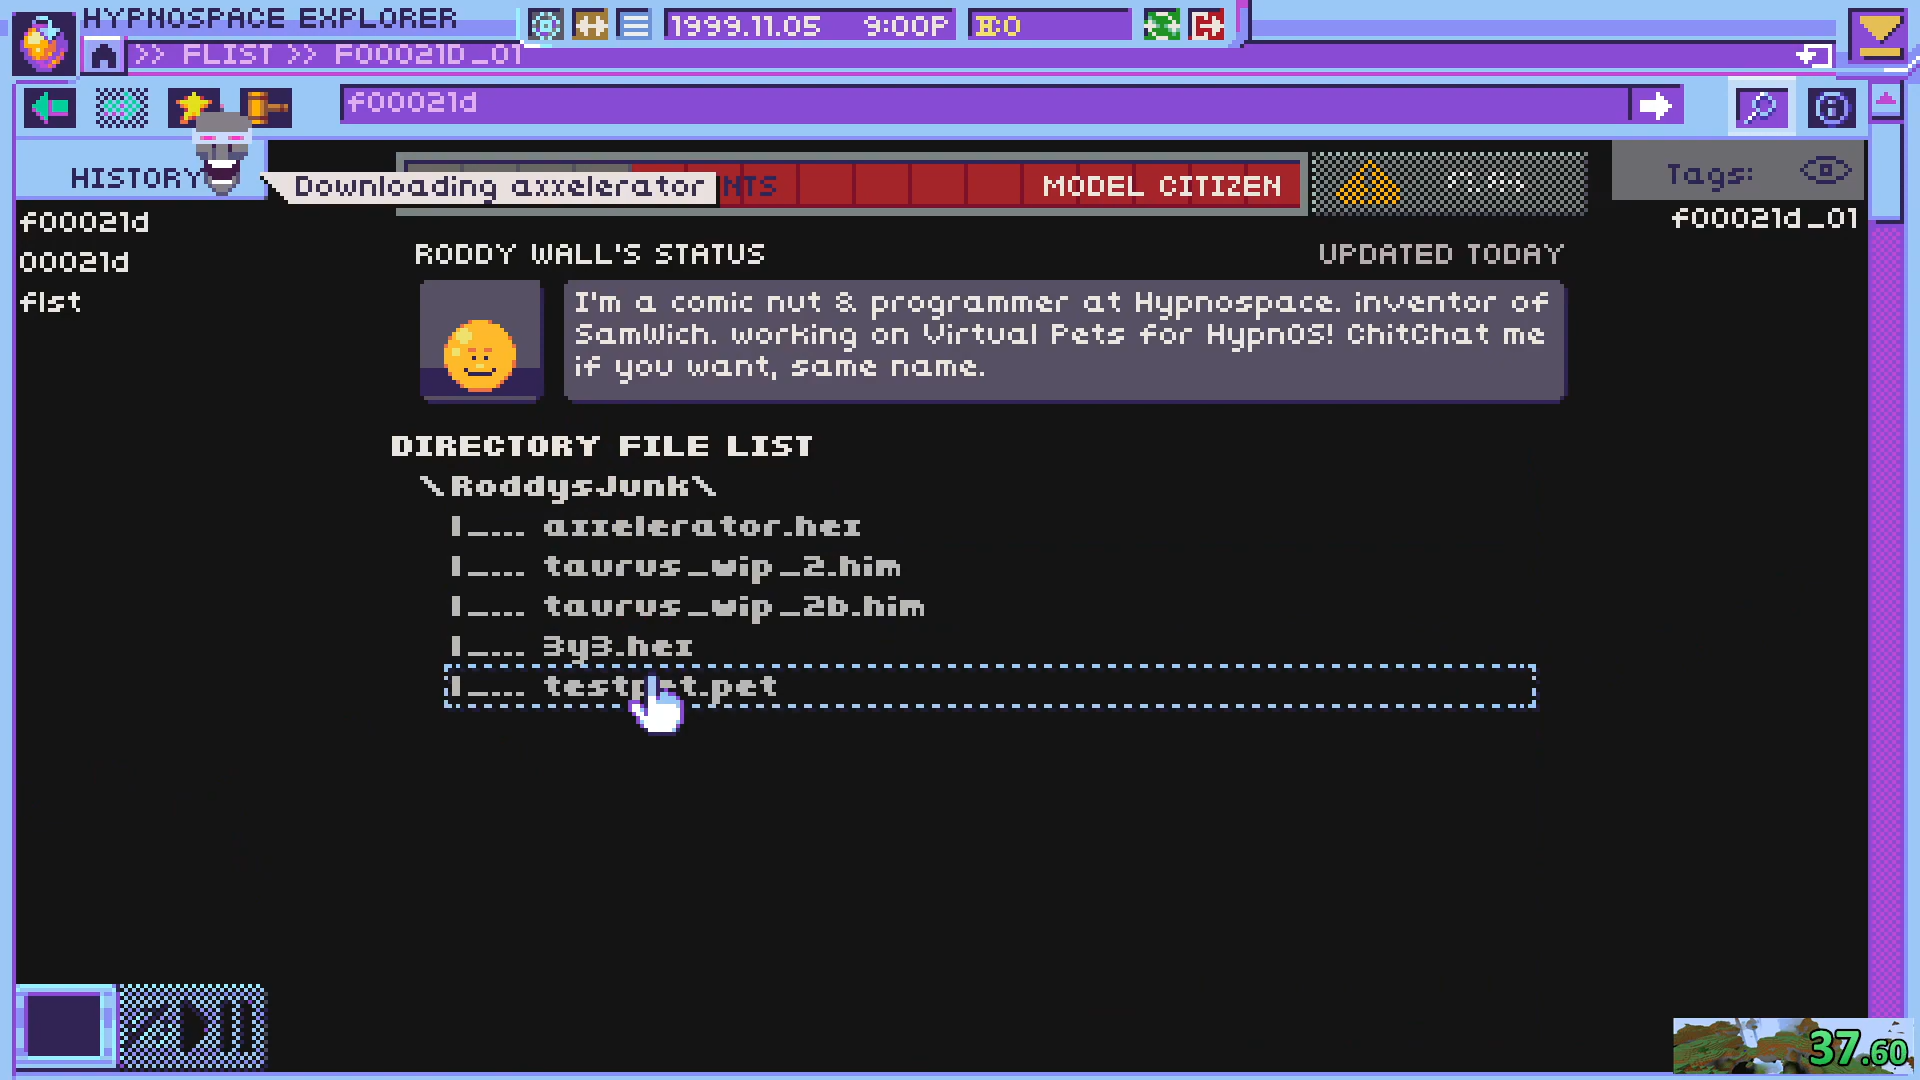 HYPNOSPACE EXPLORER
1999.11.05 9:00P
0
>> FLIST >> F00021D_01
f00021d
HISTORY
Downloading axxelerator
MODEL CITIZEN
Tags:
f00021d
00021d
flst
f00021d_01
RODDY WALL'S STATUS
UPDATED TODAY
I'm a comic nut & programmer at Hypnospace. inventor of
SamWich. working on Virtual Pets for HypnOS! ChitChat me
if you want, same name.
DIRECTORY FILE LIST
\RoddysJunk\
|_... axxelerator.hex
|_... taurus_wip_2.him
|_... taurus_wip_2b.him
|_... 3y3.hex
|_... testpet.pet
37.60